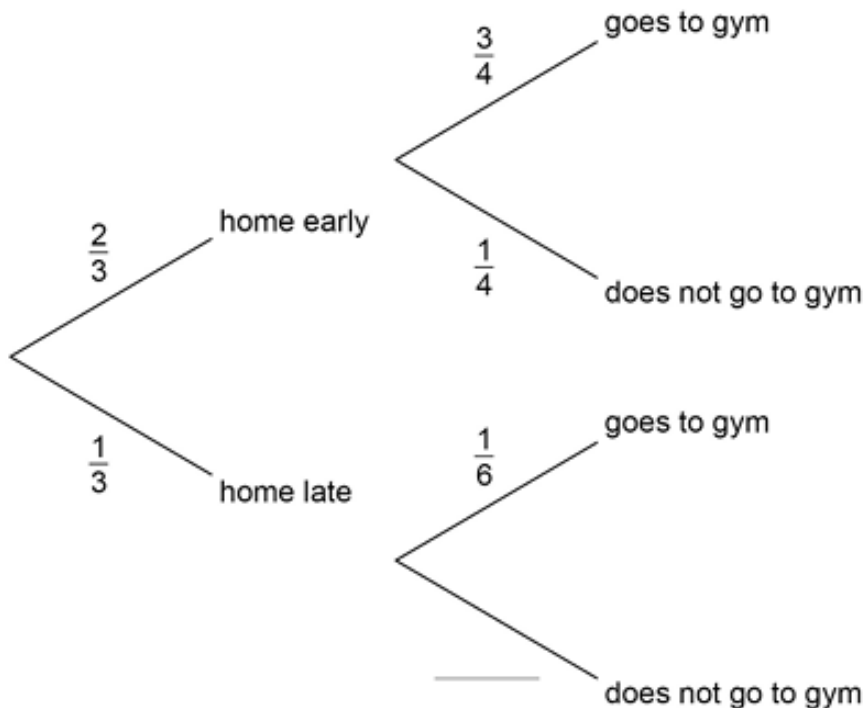 goes to gym
3/4
home early
2/3
1/4
does not go to gym
goes to gym
1/6
1/3
home late
does not go to gym